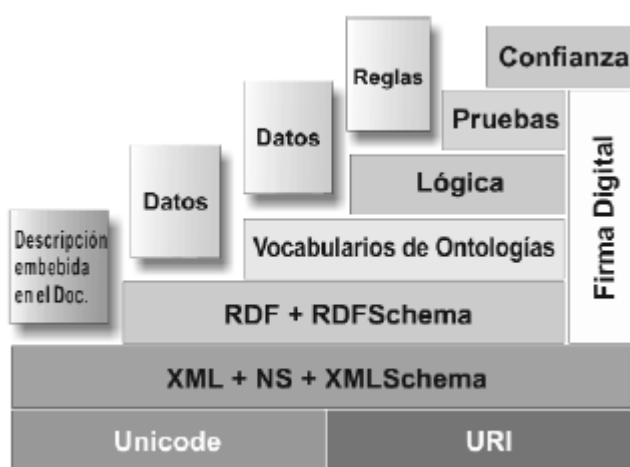 Confianza
Reglas
Pruebas
Datos
Lógica
Datos
Firma Digital
Descripción
embebida
en el Doc.
Vocabularios de Ontologías
RDF + RDFSchema
XML + NS + XMLSchema
Unicode
URI